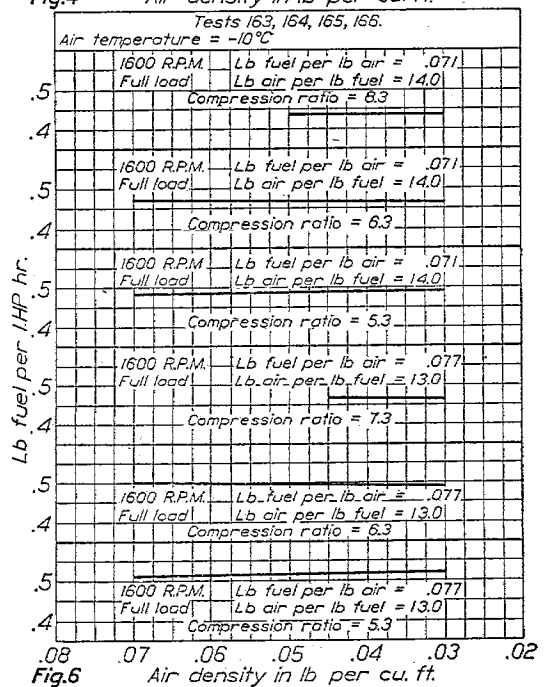 Fig.4 Air density in lb per cu. ft.
Tests 163, 164, 165, 166.
Air temperature = -10°C
1600 R.P.M. Lb fuel per lb air = .071
Full load Lb air per lb fuel = 14.0
Compression ratio = 8.3
.5
.4
1600 R.P.M. Lb fuel per lb air = .071
Full load Lb air per lb fuel = 14.0
.5
Compression ratio = 6.3
.4
1600 R.P.M. Lb fuel per lb air = .071
Full load Lb air per lb fuel = 14.0
.5
Compression ratio = 5.3
.4
Lb fuel per I.HP hr.
1600 R.P.M. Lb fuel per lb air = .077
Full load Lb air per lb fuel = 13.0
.5
Compression ratio = 7.3
.4
.5
1600 R.P.M. Lb fuel per lb air = .077
Full load Lb air per lb fuel = 13.0
.4
Compression ratio = 6.3
.5
1600 R.P.M. Lb fuel per lb air = .077
Full load Lb air per lb fuel = 13.0
.4
Compression ratio = 5.3
.08 .07 .06 .05 .04 .03 .02
Fig.6 Air density in lb per cu. ft.